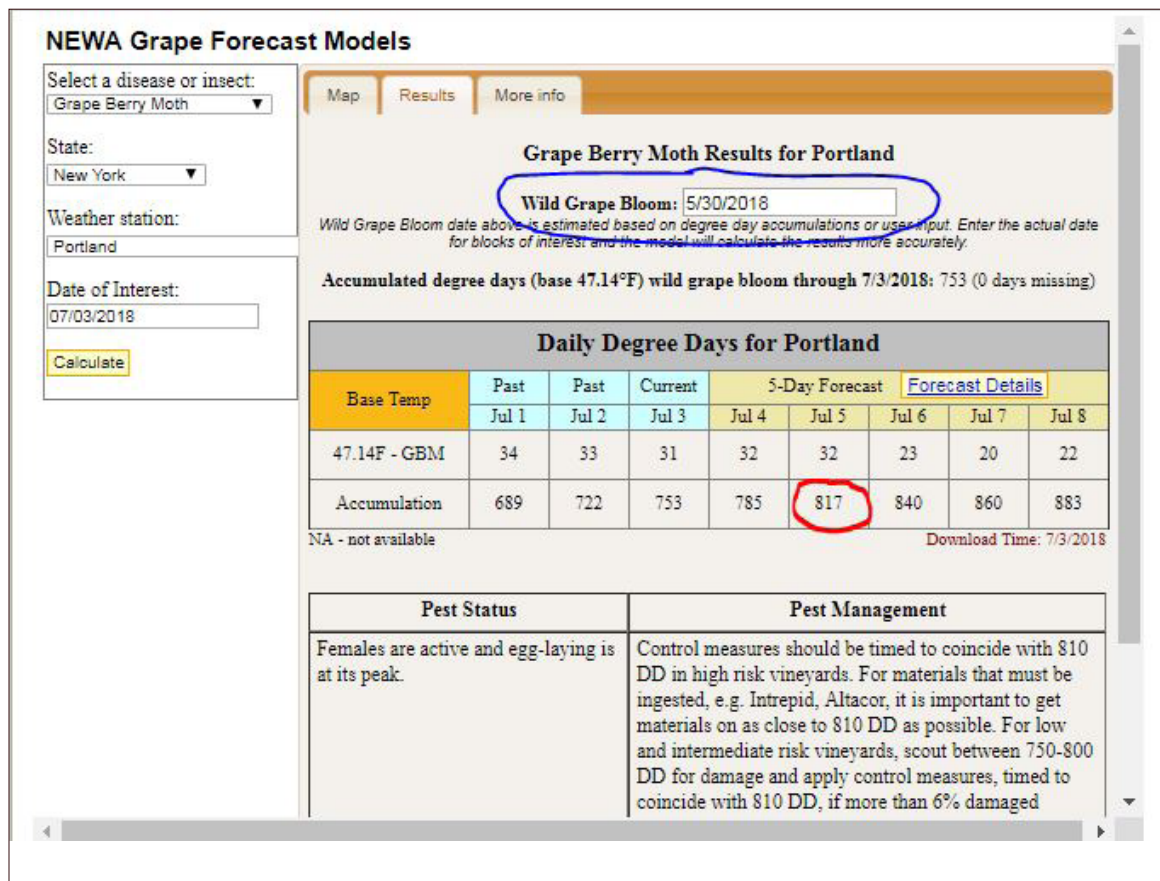 NEWA Grape Forecast Models
Select a disease or insect:
Grape Berry Moth
State:
New York
Weather station:
Portland
Date of Interest:
07/03/2018
Calculate
Map Results More info
Grape Berry Moth Results for Portland
Wild Grape Bloom: 5/30/2018
Wild Grape Bloom date above is estimated based on degree day accumulations or user input. Enter the actual date
for blocks of interest and the model will calculate the results more accurately.
Accumulated degree days (base 47.14°F) wild grape bloom through 7/3/2018: 753 (0 days missing)
Daily Degree Days for Portland
Base Temp Past Past Current 5-Day Forecast Forecast Details
Jul 1 Jul 2 Jul 3 Jul 4 Jul 5 Jul 6 Jul 7 Jul 8
47.14F - GBM 34 33 31 32 32 23 20 22
Accumulation 689 722 753 785 817 840 860 883
NA - not available Download Time: 7/3/2018
Pest Status Pest Management
Females are active and egg-laying is
at its peak.
Control measures should be timed to coincide with 810
DD in high risk vineyards. For materials that must be
ingested, e.g. Intrepid, Altacor, it is important to get
materials on as close to 810 DD as possible. For low
and intermediate risk vineyards, scout between 750-800
DD for damage and apply control measures, timed to
coincide with 810 DD, if more than 6% damaged